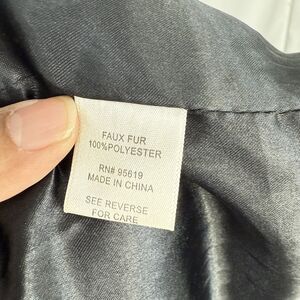 FAUX FUR
100%POLYESTER
RN# 95619
MADE IN CHINA
SEE REVERSE
FOR CARE